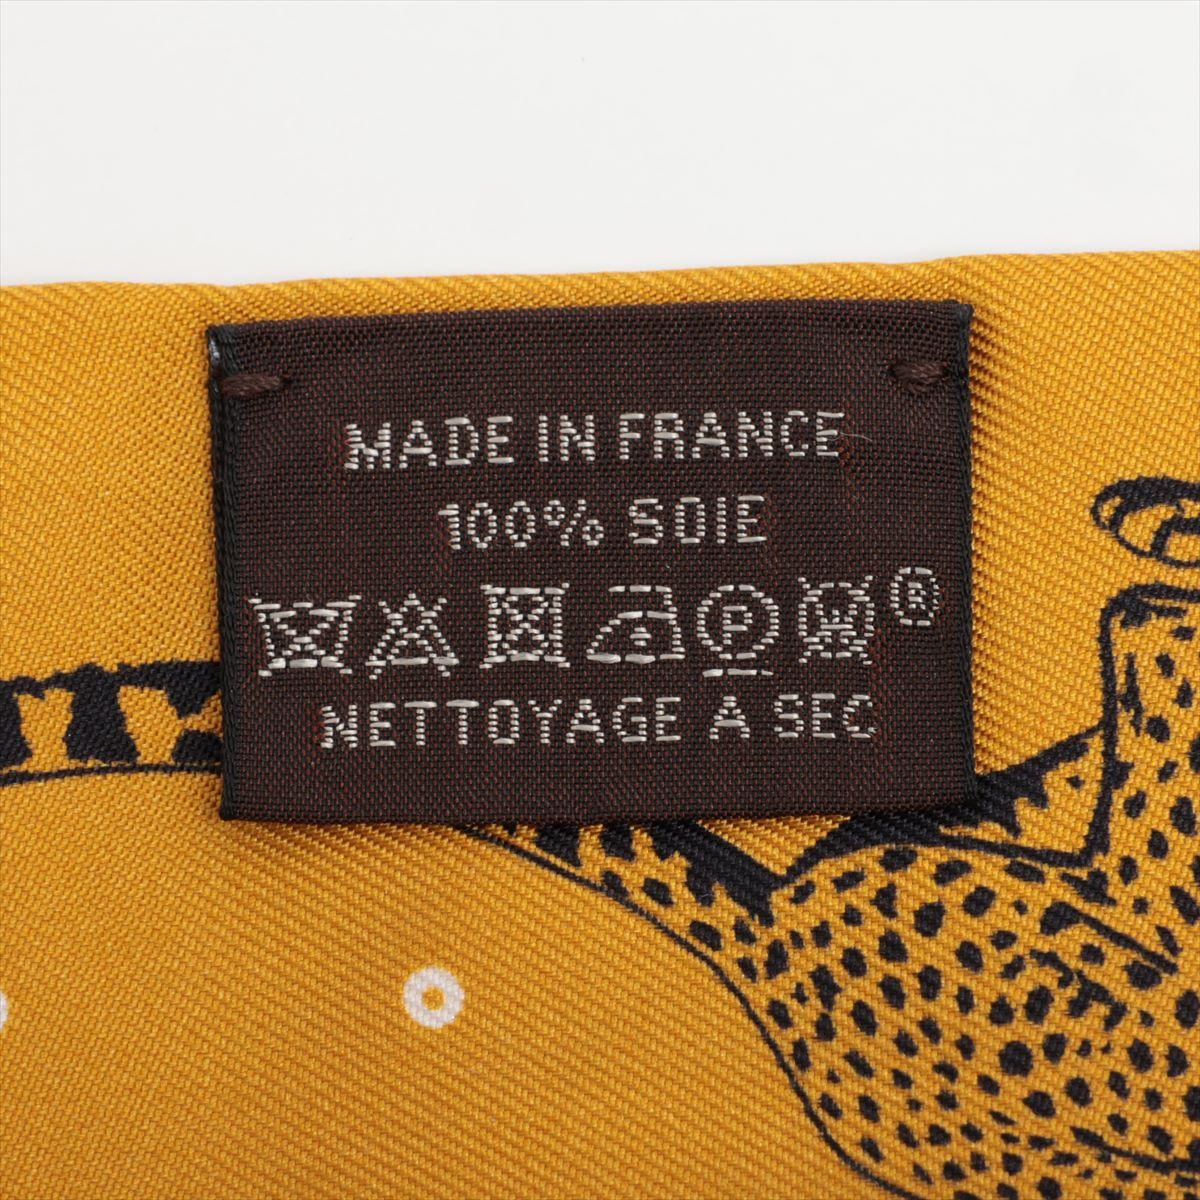 MADE IN FRANCE
100% SOIE
P W ®
NETTOYAGE A SEC